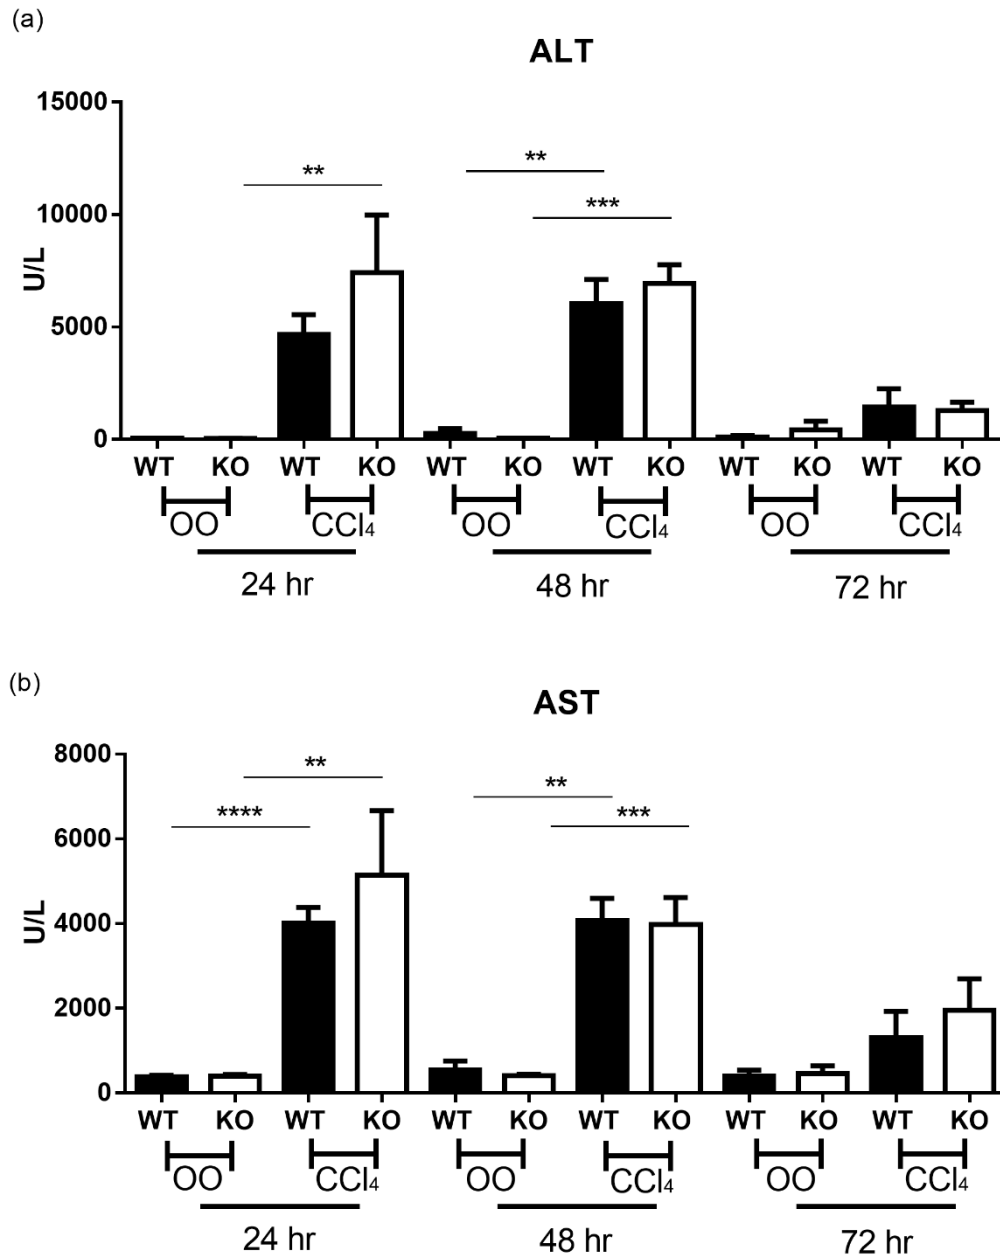 (a)
ALT
15000
10000
5000
0
U/L
**
**
***
WT KO WT KO WT KO WT KO WT KO WT KO
OO CCl₄ OO CCl₄ OO CCl₄
24 hr 48 hr 72 hr
(b)
AST
8000
6000
4000
2000
0
U/L
**
****
**
***
WT KO WT KO WT KO WT KO WT KO WT KO
OO CCl₄ OO CCl₄ OO CCl₄
24 hr 48 hr 72 hr